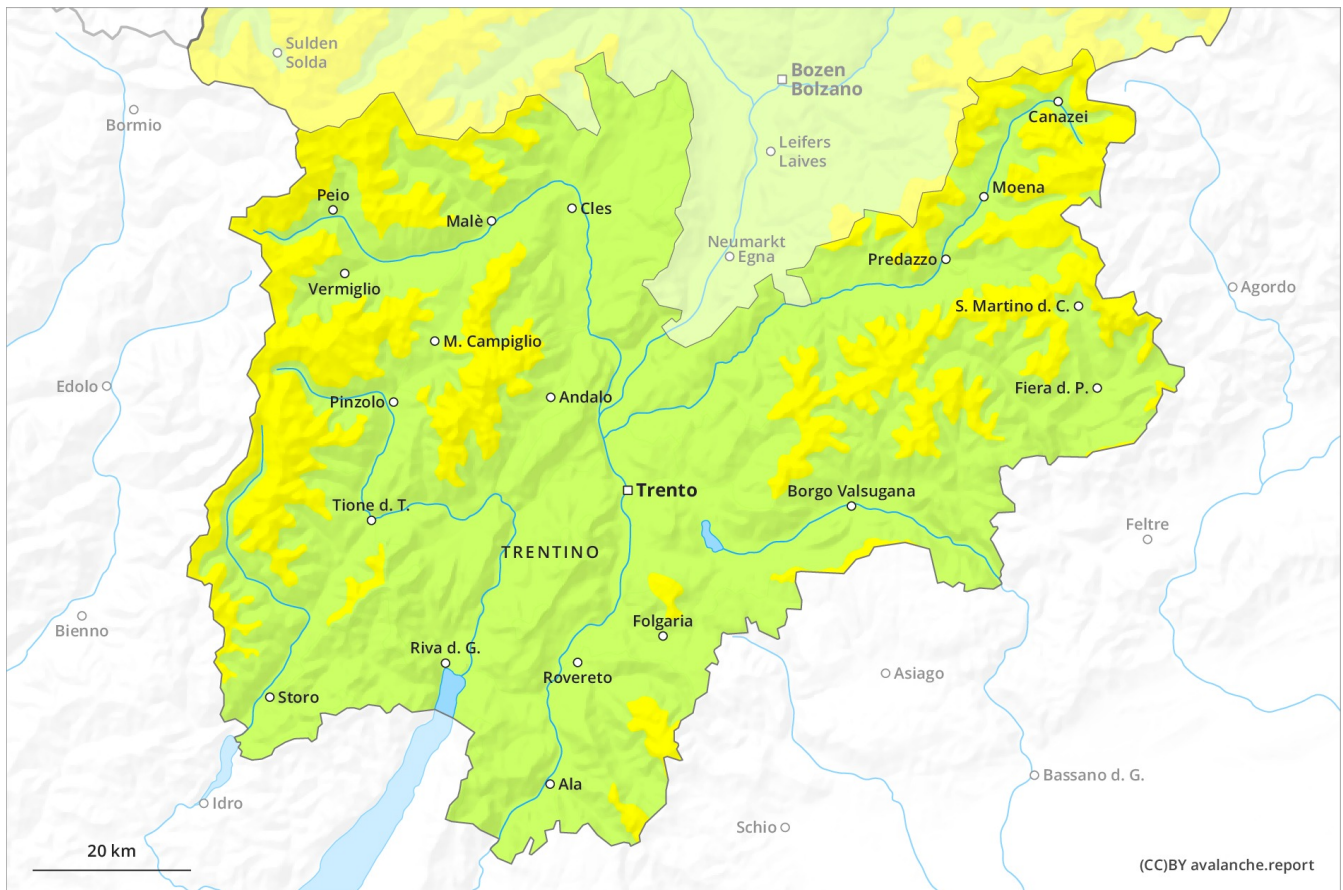 Sulden
Solda
Bozen
Bolzano
Bormio
Canazei
Leifers
Laives
Peio
Moena
Malè
Cles
Neumarkt
Egna
Predazzo
Vermiglio
Agordo
S. Martino d. C.
M. Campiglio
Edolo
Fiera d. P.
Pinzolo
Andalo
Trento
Borgo Valsugana
Tione d. T.
Feltre
TRENTINO
Bienno
Folgaria
Riva d. G.
Asiago
Rovereto
Storo
Bassano d. G.
Ala
Idro
Schio
20 km
(CC)BY avalanche.report